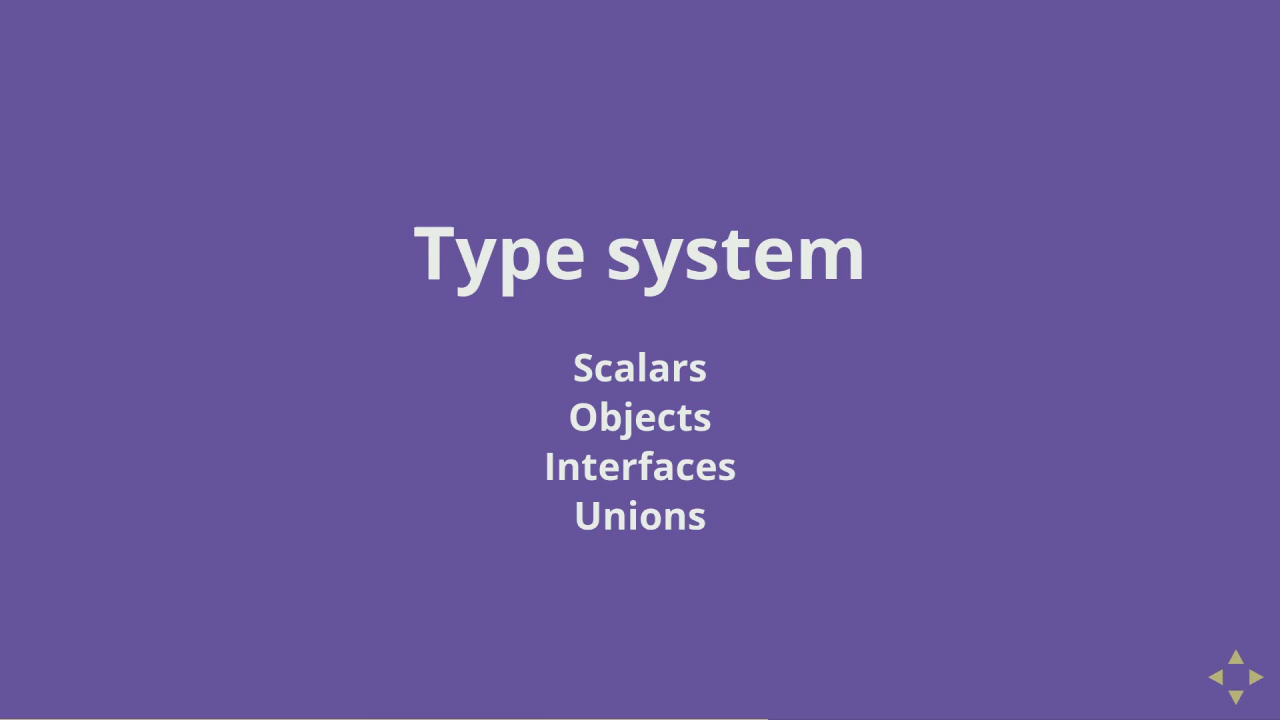 Type system
Scalars
Objects
Interfaces
Unions